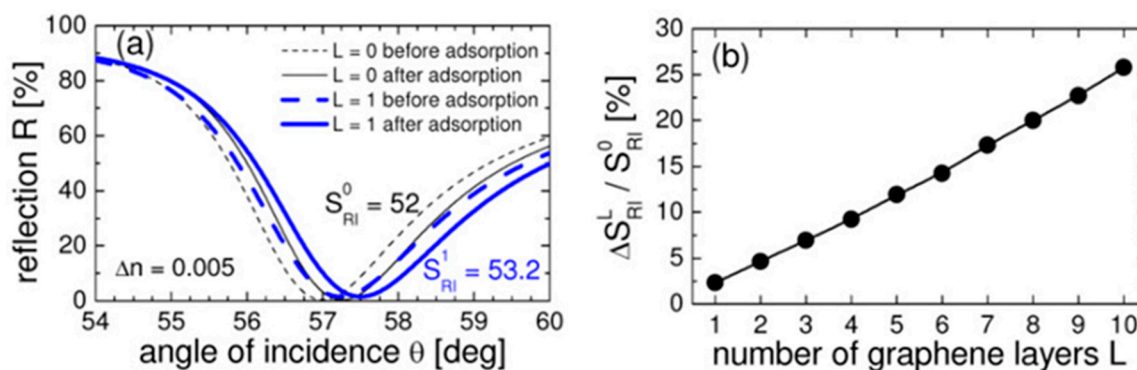 (a)
L = 0 before adsorption
L = 0 after adsorption
L = 1 before adsorption
L = 1 after adsorption
S⁰RI = 52
S¹RI = 53.2
Δn = 0.005
reflection R [%]
100
80
60
40
20
0
54 55 56 57 58 59 60
angle of incidence θ [deg]
(b)
ΔSᴸRI / S⁰RI [%]
30
25
20
15
10
5
0
1 2 3 4 5 6 7 8 9 10
number of graphene layers L